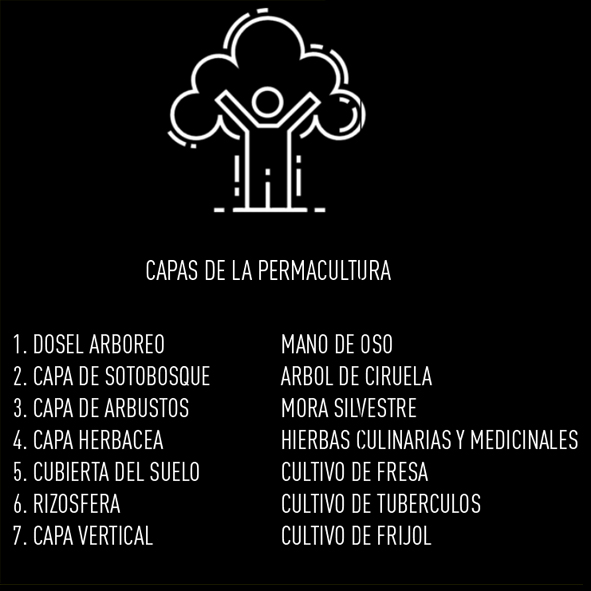 CAPAS DE LA PERMACULTURA
1. DOSEL ARBOREO MANO DE OSO
2. CAPA DE SOTOBOSQUE ARBOL DE CIRUELA
3. CAPA DE ARBUSTOS MORA SILVESTRE
4. CAPA HERBACEA HIERBAS CULINARIAS Y MEDICINALES
5. CUBIERTA DEL SUELO CULTIVO DE FRESA
6. RIZOSFERA CULTIVO DE TUBERCULOS
7. CAPA VERTICAL CULTIVO DE FRIJOL